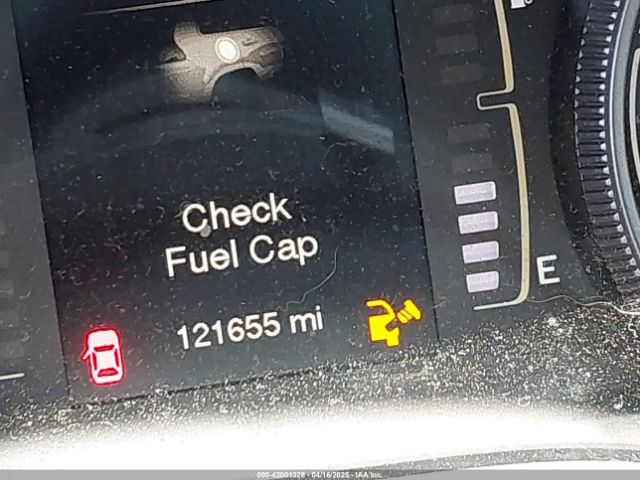 Check
Fuel Cap
E
121655 mi
000-42001328 - 04/16/2025 - IAA Inc.